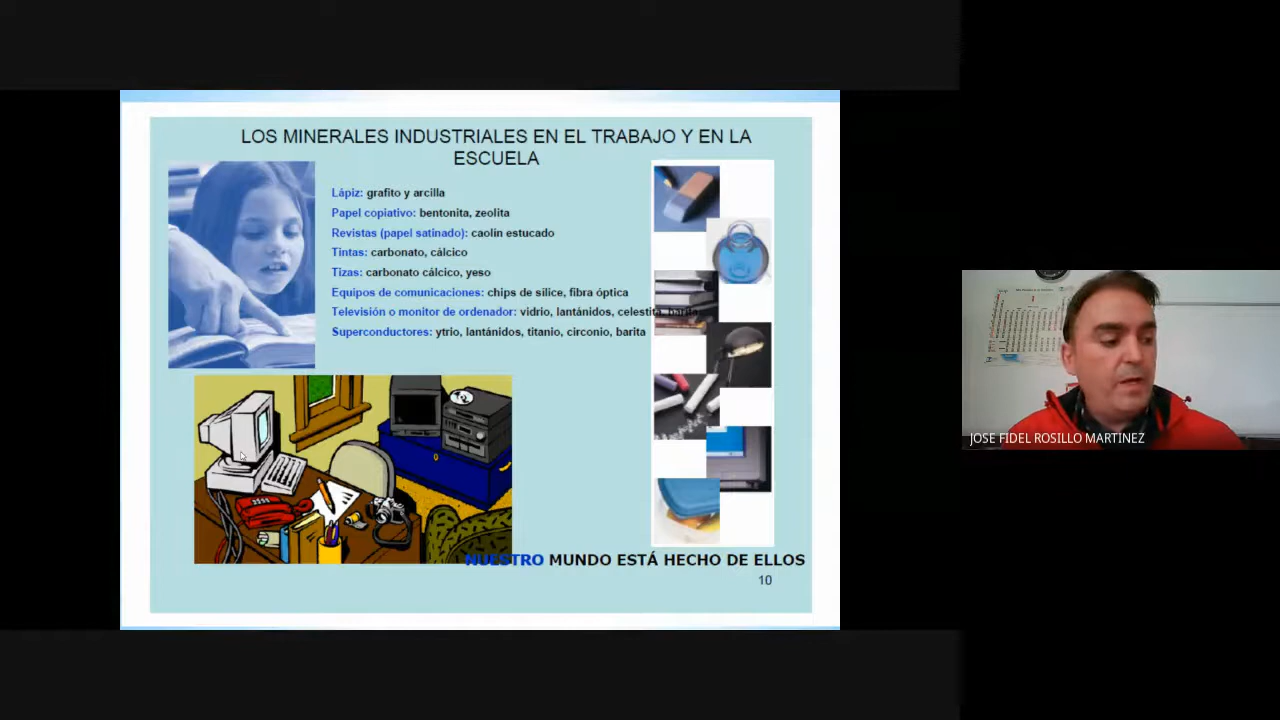 LOS MINERALES INDUSTRIALES EN EL TRABAJO Y EN LA
ESCUELA
Lápiz: grafito y arcilla
Papel copiativo: bentonita, zeolita
Revistas (papel satinado): caolín estucado
Tintas: carbonato, cálcico
Tizas: carbonato cálcico, yeso
Equipos de comunicaciones: chips de sílice, fibra óptica
Televisión o monitor de ordenador: vidrio, lantánidos, celestita, barita
Superconductores: ytrio, lantánidos, titanio, circonio, barita
NUESTRO MUNDO ESTÁ HECHO DE ELLOS
10
JOSE FIDEL ROSILLO MARTINEZ